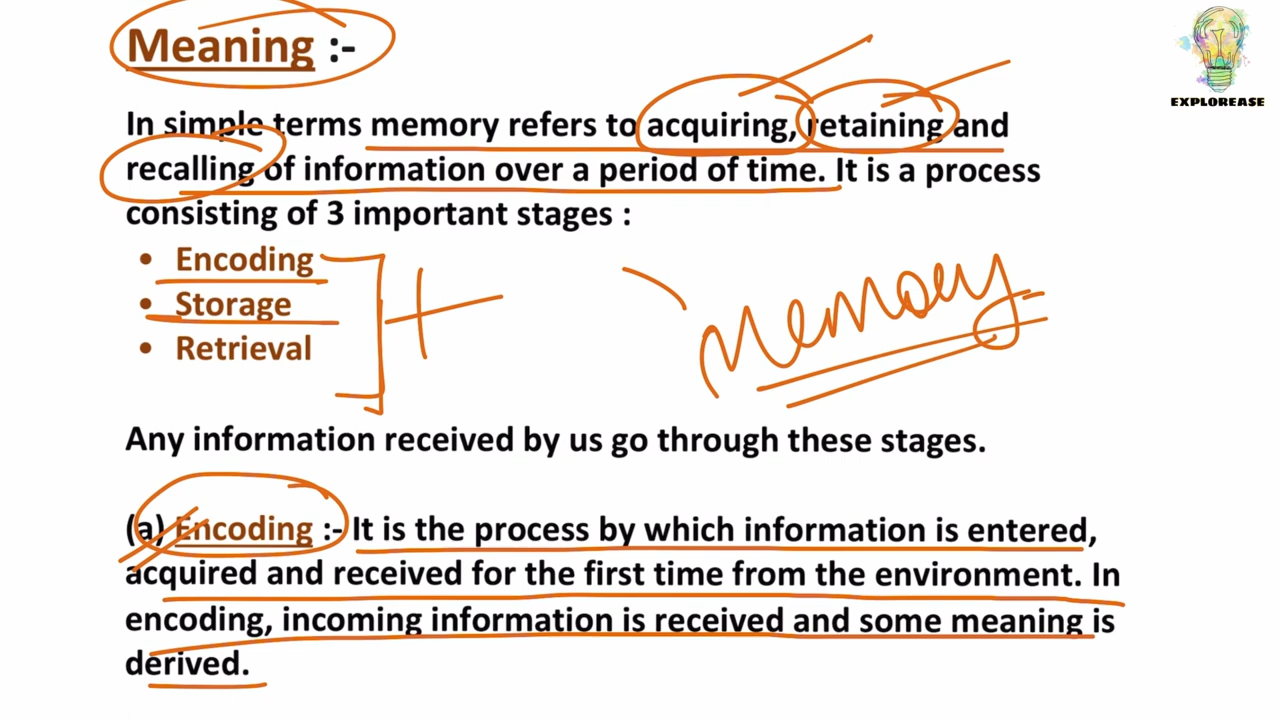 Meaning :-
EXPLOREASE
In simple terms memory refers to acquiring, retaining and
recalling of information over a period of time. It is a process
consisting of 3 important stages :
• Encoding
• Storage
• Retrieval
Memory
Any information received by us go through these stages.
(a) Encoding :- It is the process by which information is entered,
acquired and received for the first time from the environment. In
encoding, incoming information is received and some meaning is
derived.